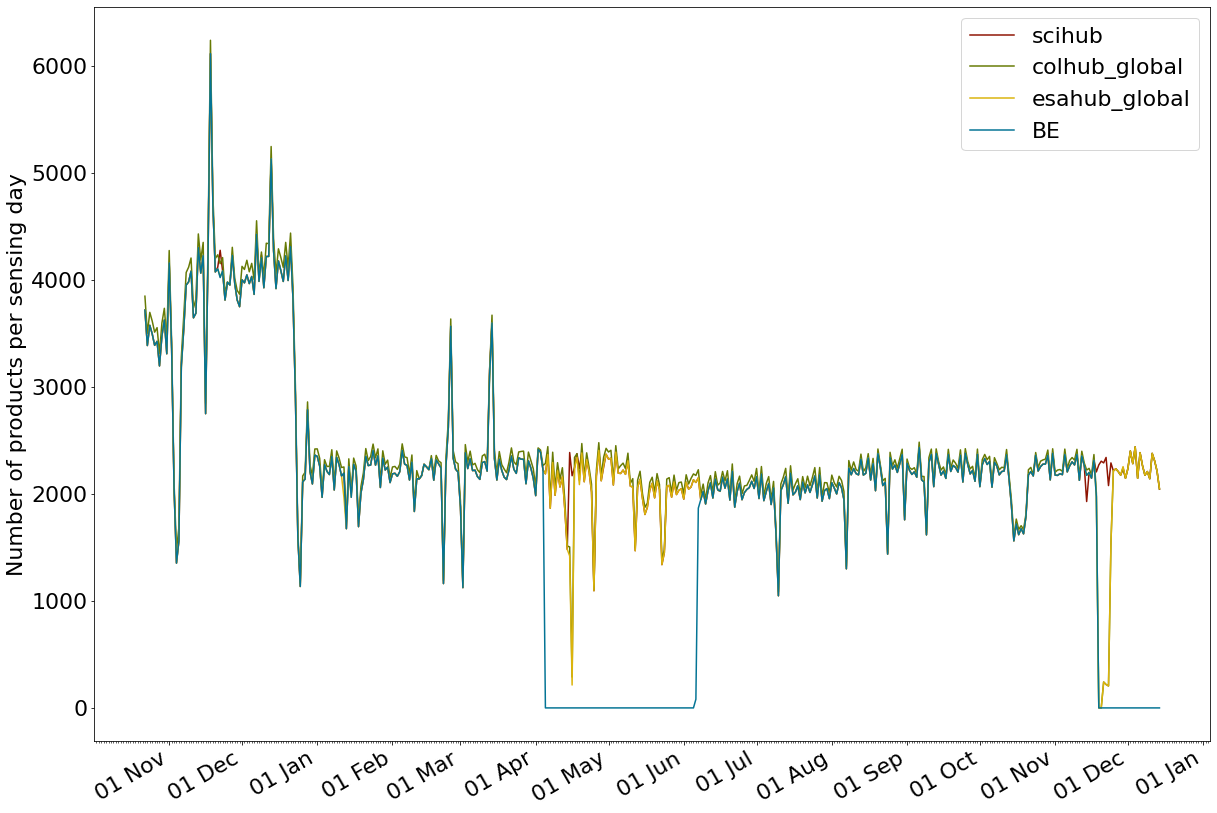 Number of products per sensing day
6000
5000
4000
3000
2000
1000
0
scihub
colhub_global
esahub_global
BE
01 Nov
01 Dec
01 Jan
01 Feb
01 Mar
01 Apr
01 May
01 Jun
01 Jul
01 Aug
01 Sep
01 Oct
01 Nov
01 Dec
01 Jan